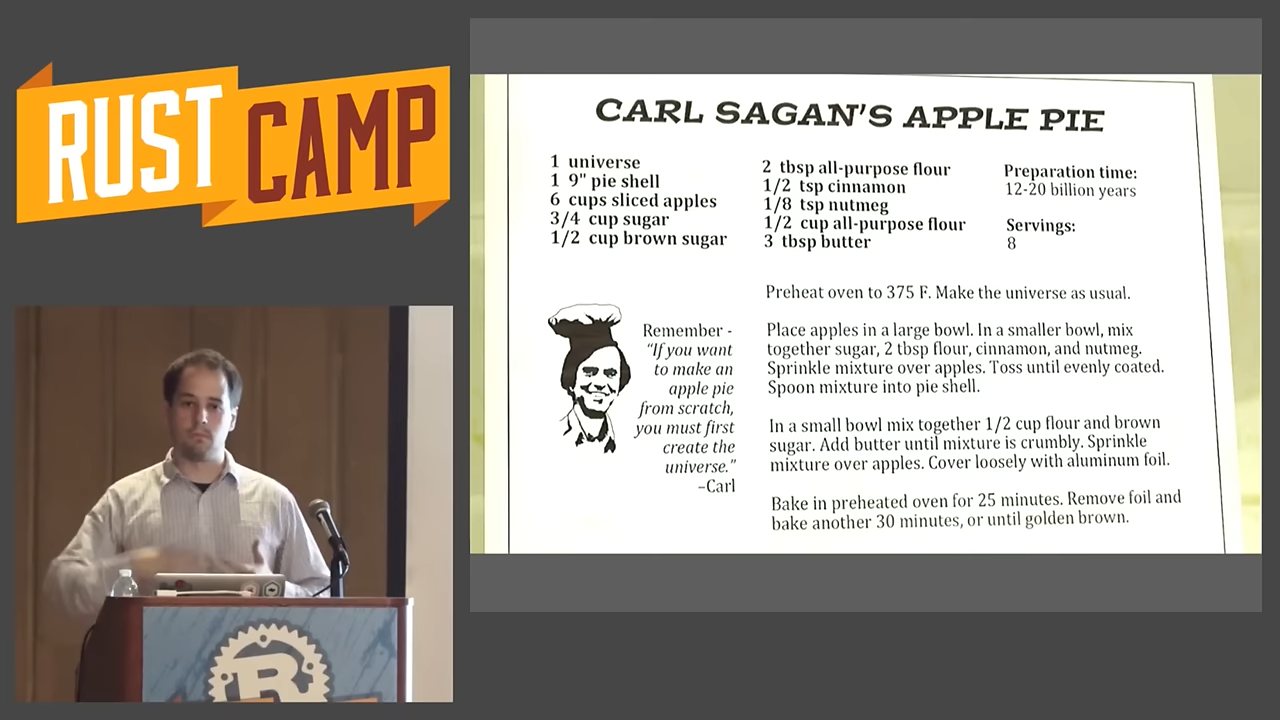 RUST CAMP
CARL SAGAN'S APPLE PIE
1 universe
1 9" pie shell
6 cups sliced apples
3/4 cup sugar
1/2 cup brown sugar
2 tbsp all-purpose flour
1/2 tsp cinnamon
1/8 tsp nutmeg
1/2 cup all-purpose flour
3 tbsp butter
Preparation time:
12-20 billion years
Servings:
8
Preheat oven to 375 F. Make the universe as usual.
Place apples in a large bowl. In a smaller bowl, mix
together sugar, 2 tbsp flour, cinnamon, and nutmeg.
Sprinkle mixture over apples. Toss until evenly coated.
Spoon mixture into pie shell.
In a small bowl mix together 1/2 cup flour and brown
sugar. Add butter until mixture is crumbly. Sprinkle
mixture over apples. Cover loosely with aluminum foil.
Bake in preheated oven for 25 minutes. Remove foil and
bake another 30 minutes, or until golden brown.
Remember -
"If you want
to make an
apple pie
from scratch,
you must first
create the
universe."
–Carl
R